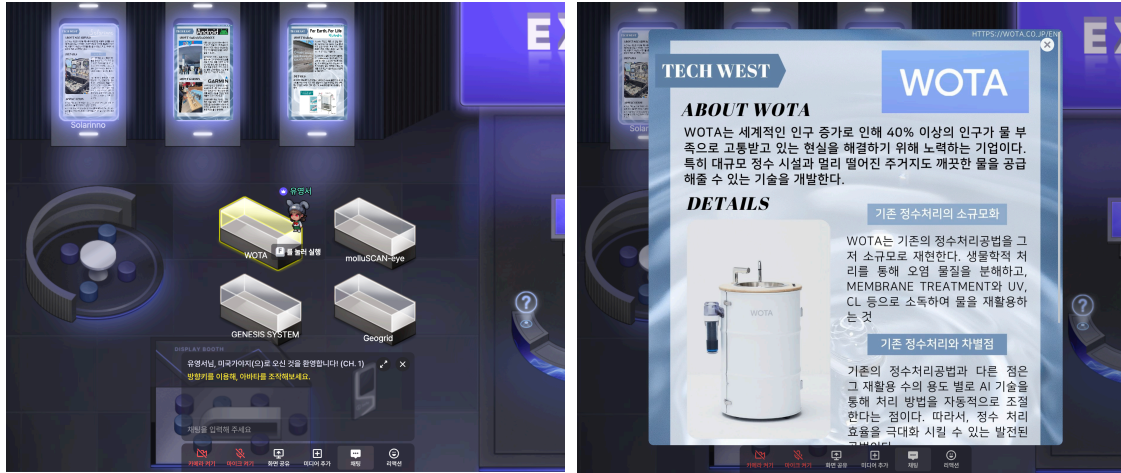 Android
For Earth, For Life
GARMIN
EX
Solarinno
유영서
WOTA
F 를 눌러 실행
molluSCAN-eye
GENESIS SYSTEM
Geogrid
DISPLAY BOOTH
유영서님, 미국가야지(으)로 오신 것을 환영합니다! (CH. 1)
방향키를 이용해, 아바타를 조작해보세요.
채팅을 입력해 주세요
카메라 켜기 마이크 켜기 화면 공유 미디어 추가 채팅 리액션
HTTPS://WOTA.CO.JP/EN
TECH WEST
WOTA
ABOUT WOTA
WOTA는 세계적인 인구 증가로 인해 40% 이상의 인구가 물 부
족으로 고통받고 있는 현실을 해결하기 위해 노력하는 기업이다.
특히 대규모 정수 시설과 멀리 떨어진 주거지도 깨끗한 물을 공급
해줄 수 있는 기술을 개발한다.
DETAILS
WOTA
기존 정수처리의 소규모화
WOTA는 기존의 정수처리공법을 그
저 소규모로 재현한다. 생물학적 처
리를 통해 오염 물질을 분해하고,
MEMBRANE TREATMENT와 UV,
CL 등으로 소독하여 물을 재활용하
는 것
기존 정수처리와 차별점
기존의 정수처리공법과 다른 점은
그 재활용 수의 용도 별로 AI 기술을
통해 처리 방법을 자동적으로 조절
한다는 점이다. 따라서, 정수 처리
효율을 극대화 시킬 수 있는 발전된
EX
Sola
카메라 켜기 마이크 켜기 화면 공유 미디어 추가 채팅 리액션